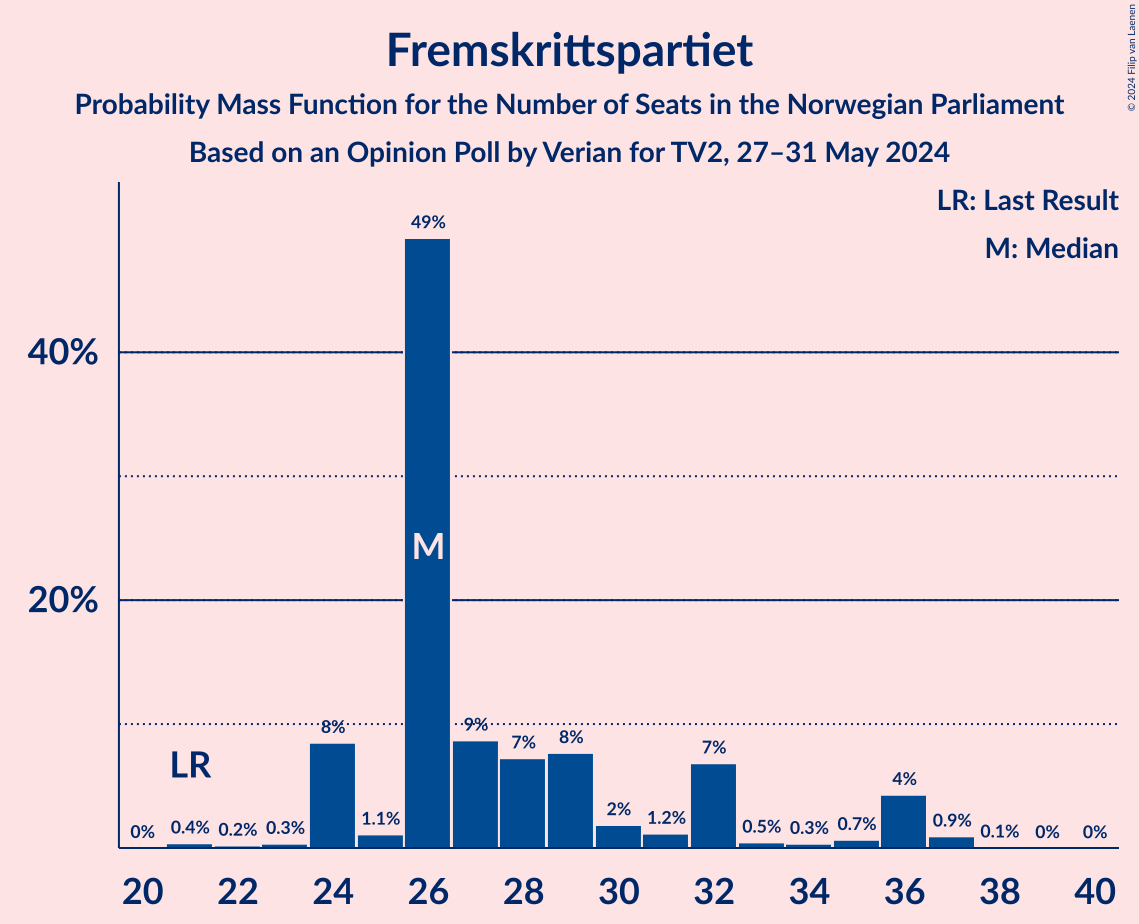 Fremskrittspartiet
Probability Mass Function for the Number of Seats in the Norwegian Parliament
Based on an Opinion Poll by Verian for TV2, 27–31 May 2024
© 2024 Filip van Laenen
LR: Last Result
M: Median
49%
40%
M
20%
9%
8%
7%
8%
7%
LR
4%
2%
0%
0.4%
0.2%
0.3%
1.1%
1.2%
0.5%
0.3%
0.7%
0.9%
0.1%
0%
0%
20 22 24 26 28 30 32 34 36 38 40